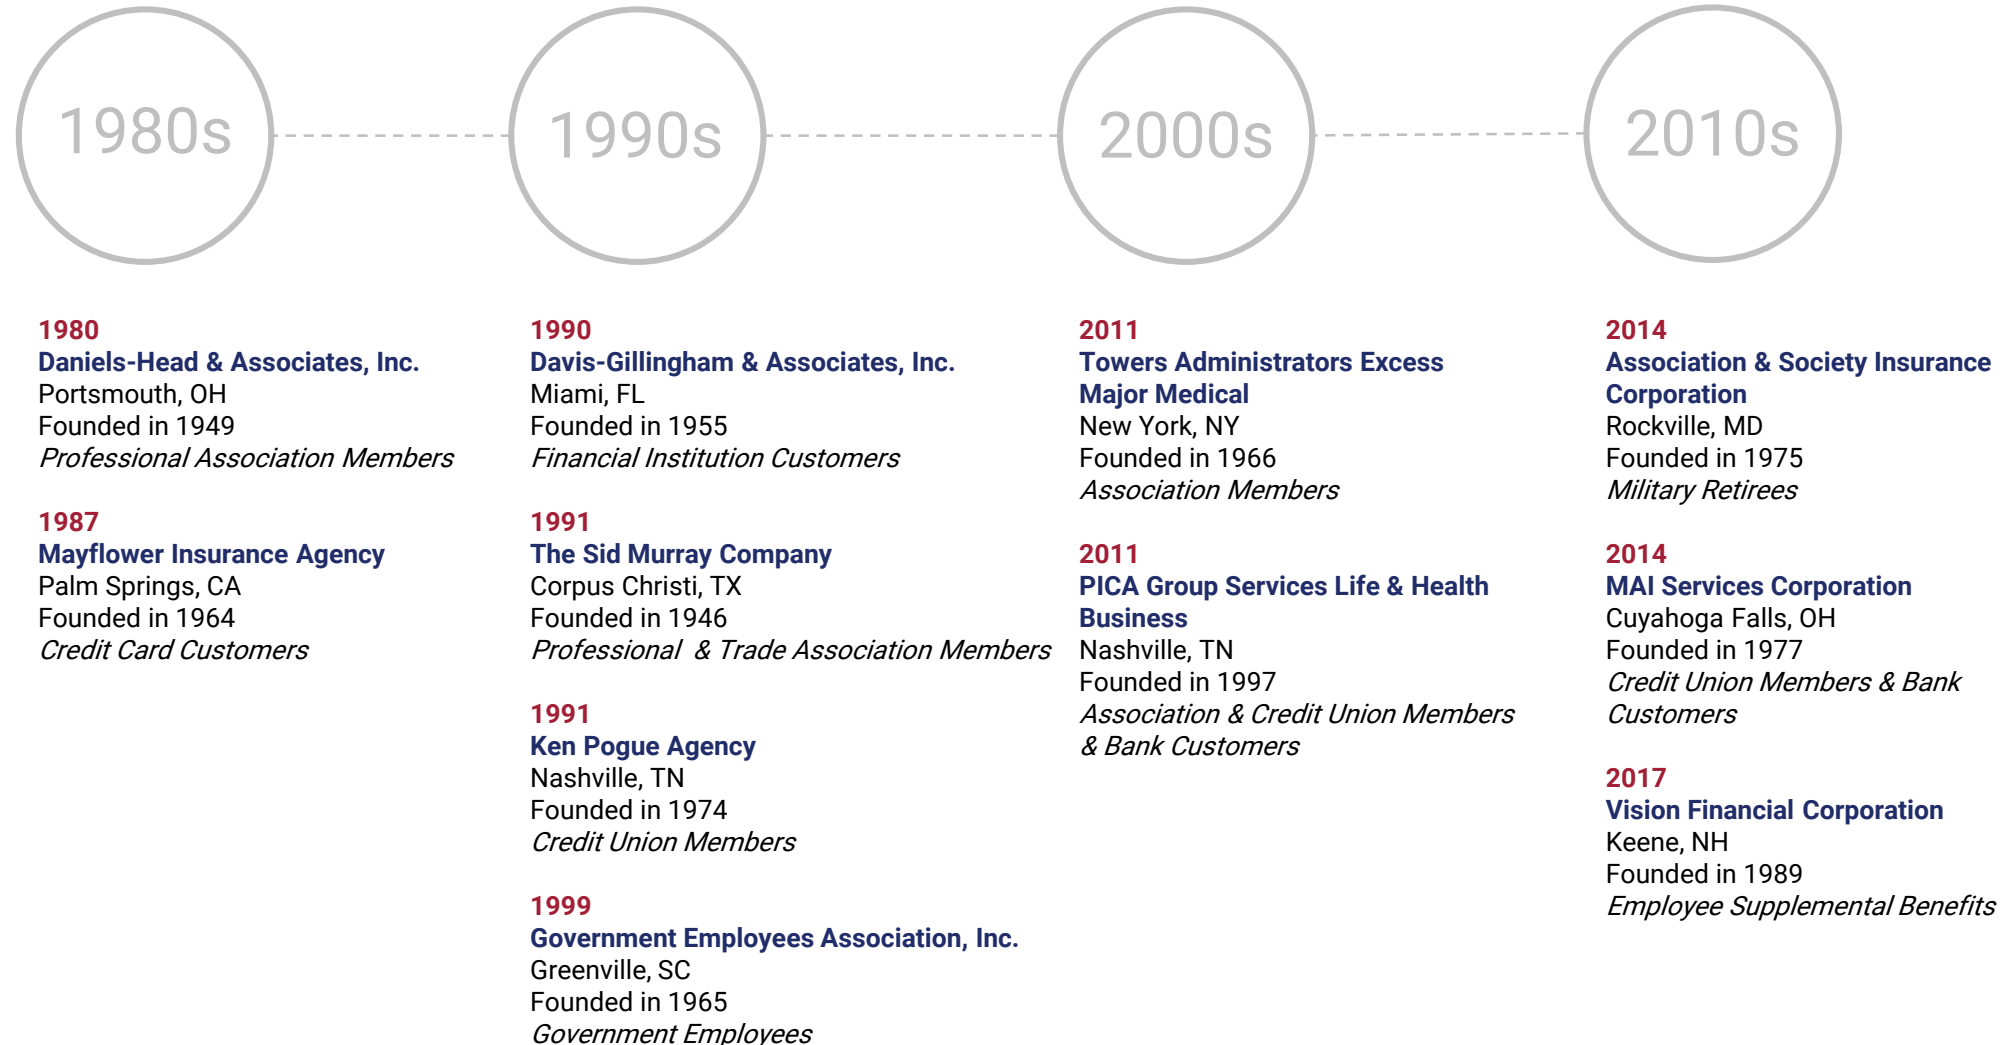 1980s
1990s
2000s
2010s
1980
Daniels-Head & Associates, Inc.
Portsmouth, OH
Founded in 1949
Professional Association Members
1987
Mayflower Insurance Agency
Palm Springs, CA
Founded in 1964
Credit Card Customers
1990
Davis-Gillingham & Associates, Inc.
Miami, FL
Founded in 1955
Financial Institution Customers
1991
The Sid Murray Company
Corpus Christi, TX
Founded in 1946
Professional & Trade Association Members
1991
Ken Pogue Agency
Nashville, TN
Founded in 1974
Credit Union Members
1999
Government Employees Association, Inc.
Greenville, SC
Founded in 1965
Government Employees
2011
Towers Administrators Excess
Major Medical
New York, NY
Founded in 1966
Association Members
2011
PICA Group Services Life & Health
Business
Nashville, TN
Founded in 1997
Association & Credit Union Members
& Bank Customers
2014
Association & Society Insurance
Corporation
Rockville, MD
Founded in 1975
Military Retirees
2014
MAI Services Corporation
Cuyahoga Falls, OH
Founded in 1977
Credit Union Members & Bank
Customers
2017
Vision Financial Corporation
Keene, NH
Founded in 1989
Employee Supplemental Benefits